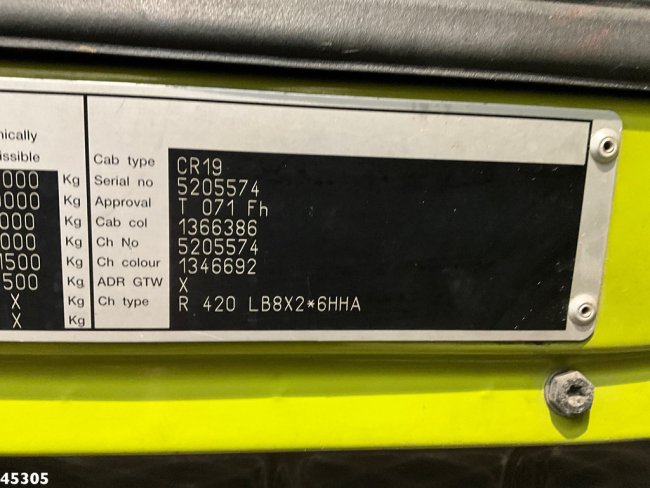 nically
issible
000 Kg
000 Kg
000 Kg
000 Kg
1500 Kg
500 Kg
X Kg
X Kg
Cab type CR19
Serial no 5205574
Approval T 071 Fh
Cab col 1366386
Ch No 5205574
Ch colour 1346692
ADR GTW X
Ch type R 420 LB8X2*6HHA
45305